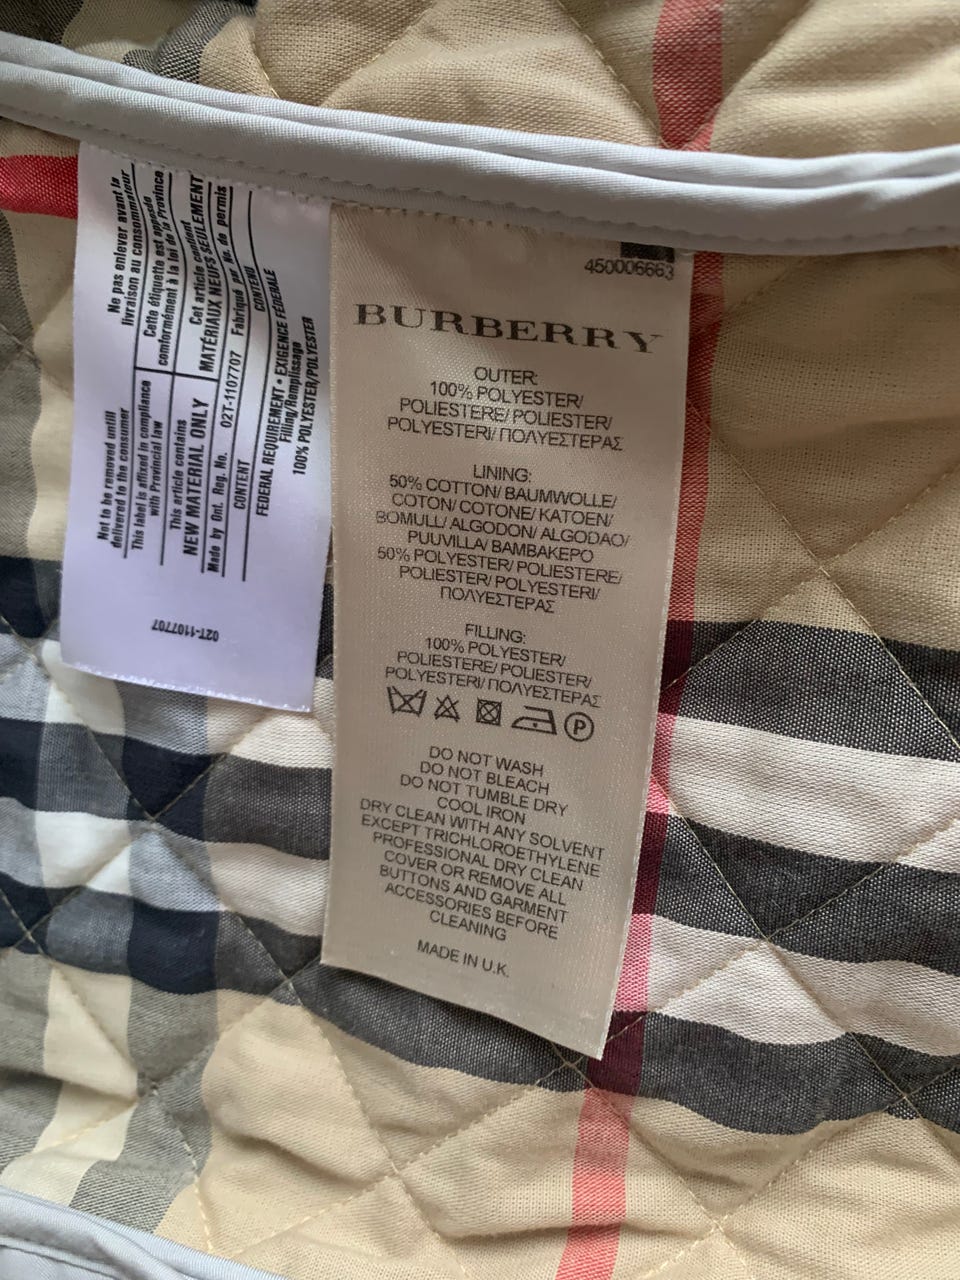 Ne pas enlever avant la
livraison au consommateur
Cette étiquette est apposée
conformément à la loi de la Province
Cet article contient
MATÉRIAUX NEUFS SEULEMENT
Fabriqué par No. de permis
CONTENU
Not to be removed untill
delivered to the consumer
This label is affixed in compliance
with Provincial law
This article contains
NEW MATERIAL ONLY
Made by Ont. Reg. No. 02T-1107707
CONTENT
FEDERAL REQUIREMENT • EXIGENCE FÉDERALE
Filling/Remplissage
100% POLYESTER/POLYESTER
02T-1107707
450006663
BURBERRY
OUTER:
100% POLYESTER/
POLIESTERE/ POLIESTER/
POLYESTERI/ ΠΟΛΥΕΣΤΕΡΑΣ
LINING:
50% COTTON/ BAUMWOLLE/
COTON/ COTONE/ KATOEN/
BOMULL/ ALGODON/ ALGODAO/
PUUVILLA/ BAMBAKEPO
50% POLYESTER/ POLIESTERE/
POLIESTER/ POLYESTERI/
ΠΟΛΥΕΣΤΕΡΑΣ
FILLING:
100% POLYESTER/
POLIESTERE/ POLIESTER/
POLYESTERI/ ΠΟΛΥΕΣΤΕΡΑΣ
P
DO NOT WASH
DO NOT BLEACH
DO NOT TUMBLE DRY
COOL IRON
DRY CLEAN WITH ANY SOLVENT
EXCEPT TRICHLOROETHYLENE
PROFESSIONAL DRY CLEAN
COVER OR REMOVE ALL
BUTTONS AND GARMENT
ACCESSORIES BEFORE
CLEANING
MADE IN U.K.